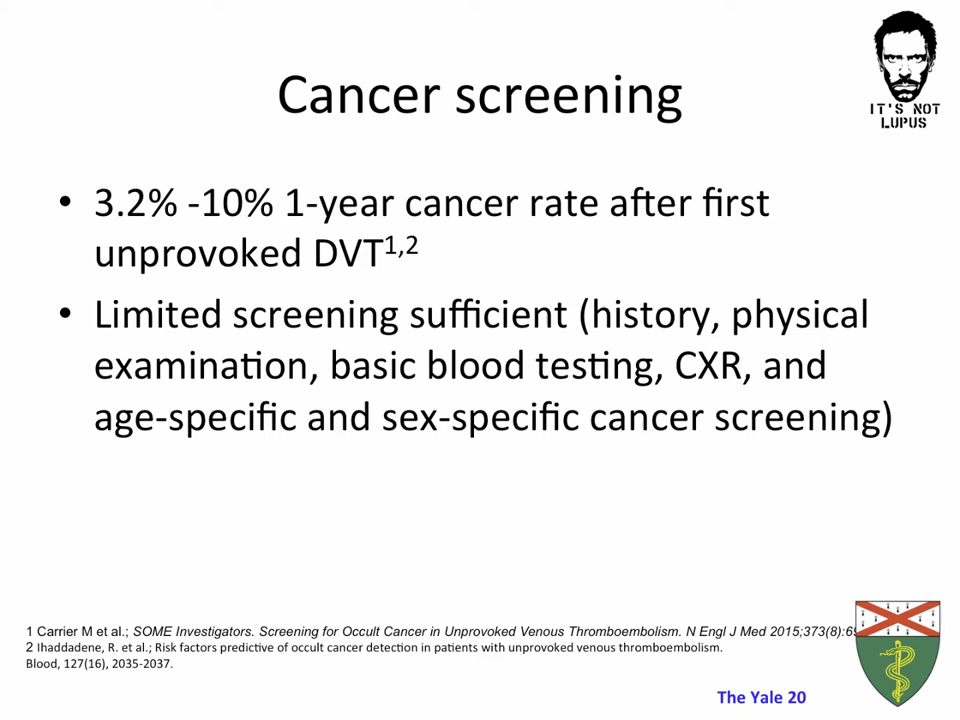 IT'S NOT
LUPUS
Cancer screening
• 3.2% -10% 1-year cancer rate after first
unprovoked DVT1,2
• Limited screening sufficient (history, physical
examination, basic blood testing, CXR, and
age-specific and sex-specific cancer screening)
1 Carrier M et al.; SOME Investigators. Screening for Occult Cancer in Unprovoked Venous Thromboembolism. N Engl J Med 2015;373(8):
2 Ihaddadene, R. et al.; Risk factors predictive of occult cancer detection in patients with unprovoked venous thromboembolism.
Blood, 127(16), 2035-2037.
The Yale 20